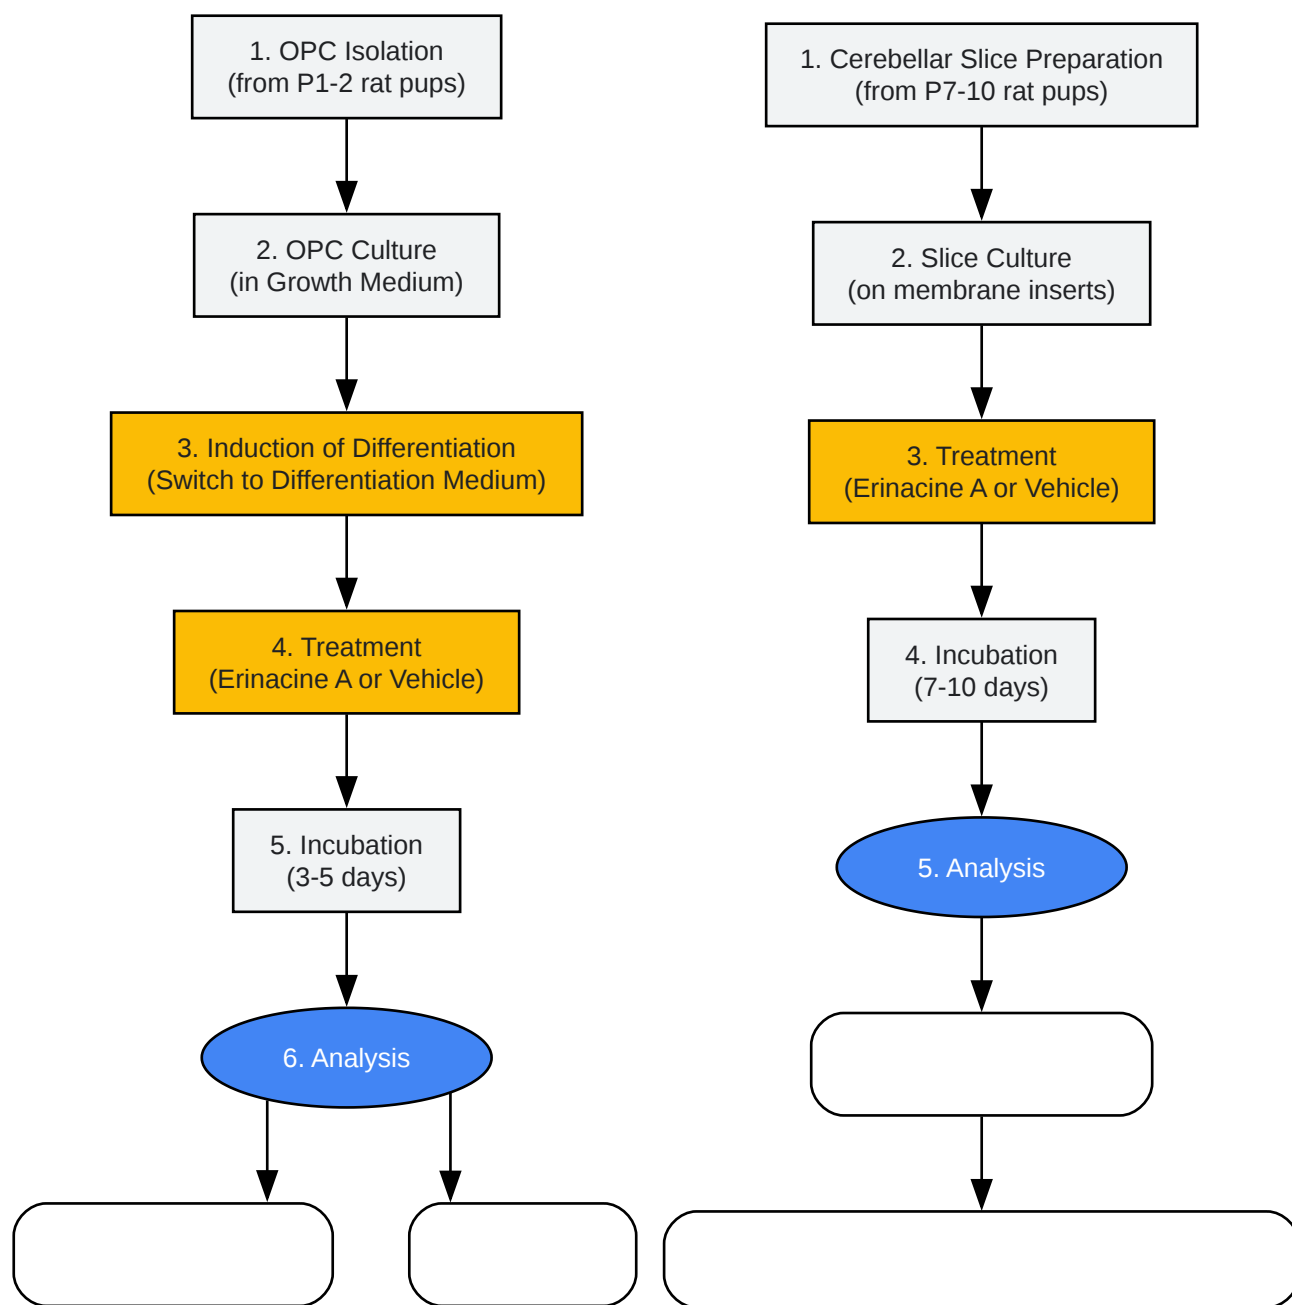 1. OPC Isolation
(from P1-2 rat pups)
2. OPC Culture
(in Growth Medium)
3. Induction of Differentiation
(Switch to Differentiation Medium)
4. Treatment
(Erinacine A or Vehicle)
5. Incubation
(3-5 days)
6. Analysis
1. Cerebellar Slice Preparation
(from P7-10 rat pups)
2. Slice Culture
(on membrane inserts)
3. Treatment
(Erinacine A or Vehicle)
4. Incubation
(7-10 days)
5. Analysis